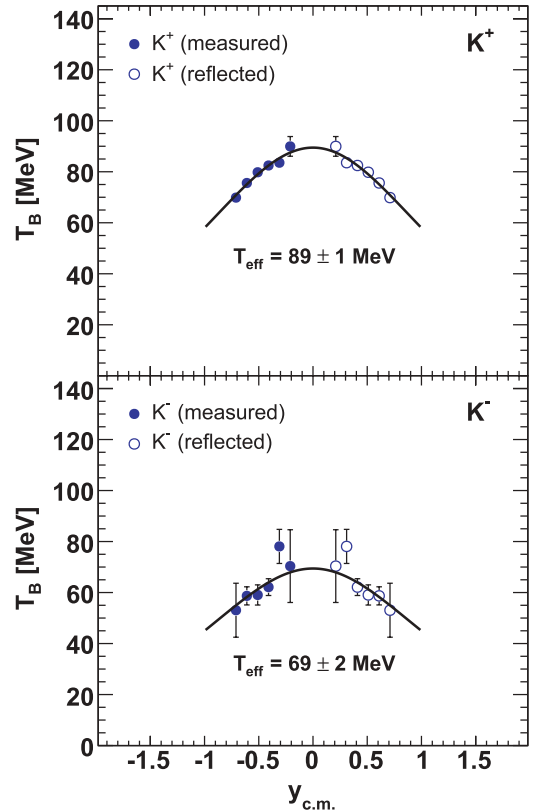 140
K⁺ (measured)
K⁺
120
K⁺ (reflected)
100
80
60
T_eff = 89 ± 1 MeV
40
20
T_B [MeV]
140
K⁻ (measured)
K⁻
120
K⁻ (reflected)
100
80
60
T_eff = 69 ± 2 MeV
40
20
0
T_B [MeV]
-1.5 -1 -0.5 0 0.5 1 1.5
y_c.m.